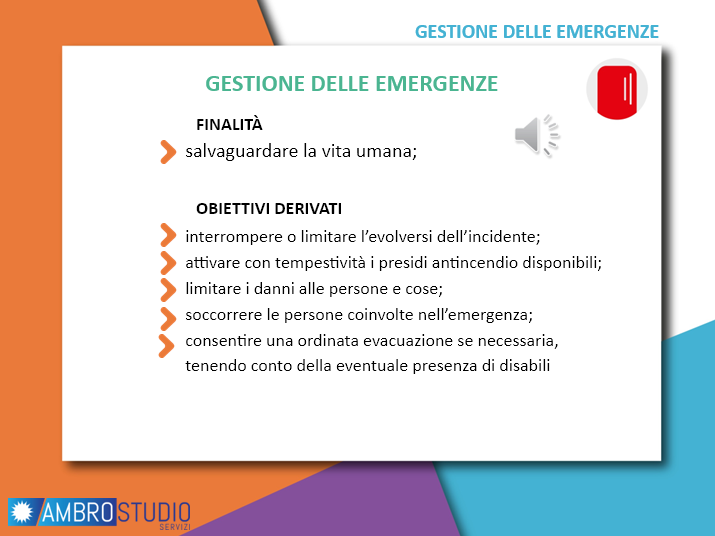 GESTIONE DELLE EMERGENZE
GESTIONE DELLE EMERGENZE
FINALITÀ
salvaguardare la vita umana;
OBIETTIVI DERIVATI
interrompere o limitare l'evolversi dell'incidente;
attivare con tempestività i presidi antincendio disponibili;
limitare i danni alle persone e cose;
soccorrere le persone coinvolte nell'emergenza;
consentire una ordinata evacuazione se necessaria,
tenendo conto della eventuale presenza di disabili
AMBROSTUDIO
SERVIZI